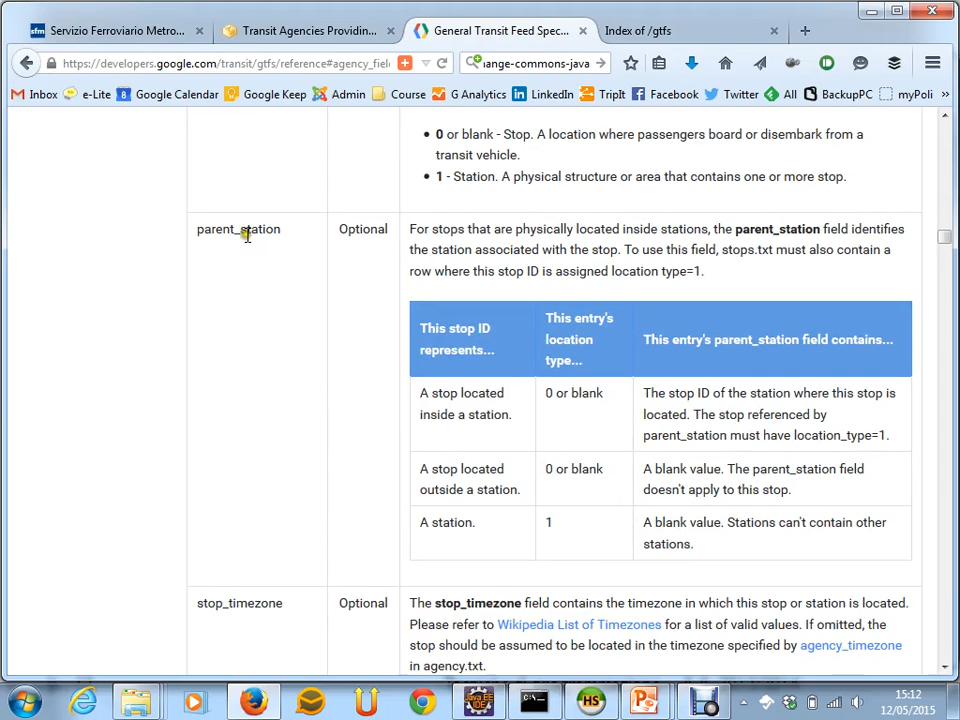 sfm Servizio Ferroviario Metro... × Transit Agencies Providin... × General Transit Feed Spec... × Index of /gtfs × +
https://developers.google.com/transit/gtfs/reference#agency_fiel ange-commons-java
Inbox e-Lite 8 Google Calendar Google Keep Admin Course G Analytics LinkedIn TripIt Facebook Twitter All BackupPC myPoli »
0 or blank - Stop. A location where passengers board or disembark from a
transit vehicle.
1 - Station. A physical structure or area that contains one or more stop.
parent_station Optional For stops that are physically located inside stations, the parent_station field identifies
the station associated with the stop. To use this field, stops.txt must also contain a
row where this stop ID is assigned location type=1.
This stop ID represents... This entry's location type... This entry's parent_station field contains...
A stop located inside a station. 0 or blank The stop ID of the station where this stop is located. The stop referenced by parent_station must have location_type=1.
A stop located outside a station. 0 or blank A blank value. The parent_station field doesn't apply to this stop.
A station. 1 A blank value. Stations can't contain other stations.
stop_timezone Optional The stop_timezone field contains the timezone in which this stop or station is located.
Please refer to Wikipedia List of Timezones for a list of valid values. If omitted, the
stop should be assumed to be located in the timezone specified by agency_timezone
in agency.txt.
Java EE IDE HS
15:12
12/05/2015